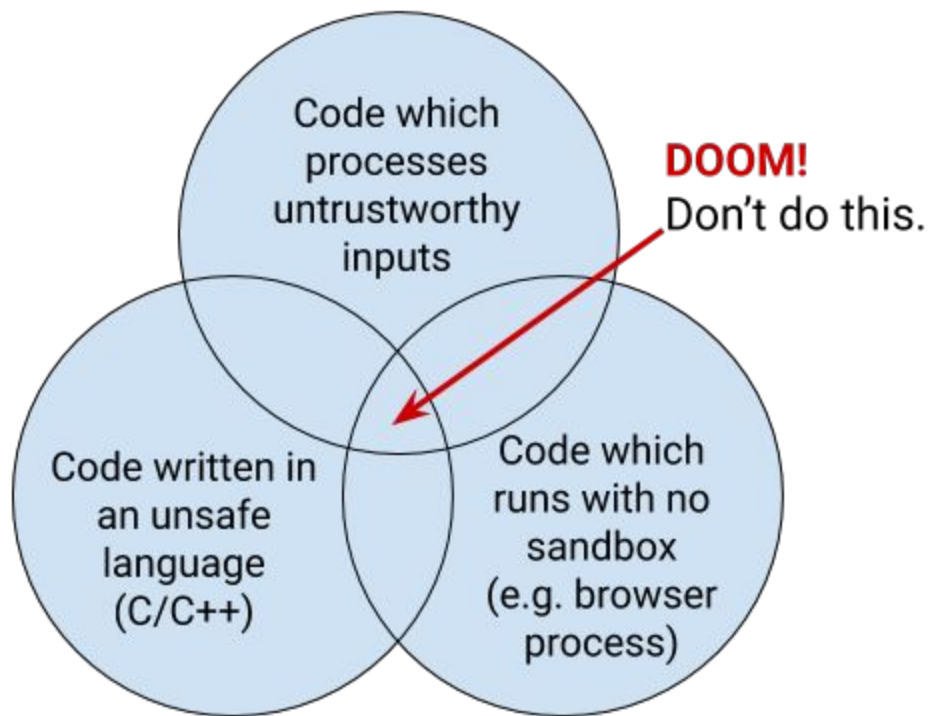 Code which
processes
untrustworthy
inputs
DOOM!
Don't do this.
Code written in
an unsafe
language
(C/C++)
Code which
runs with no
sandbox
(e.g. browser
process)